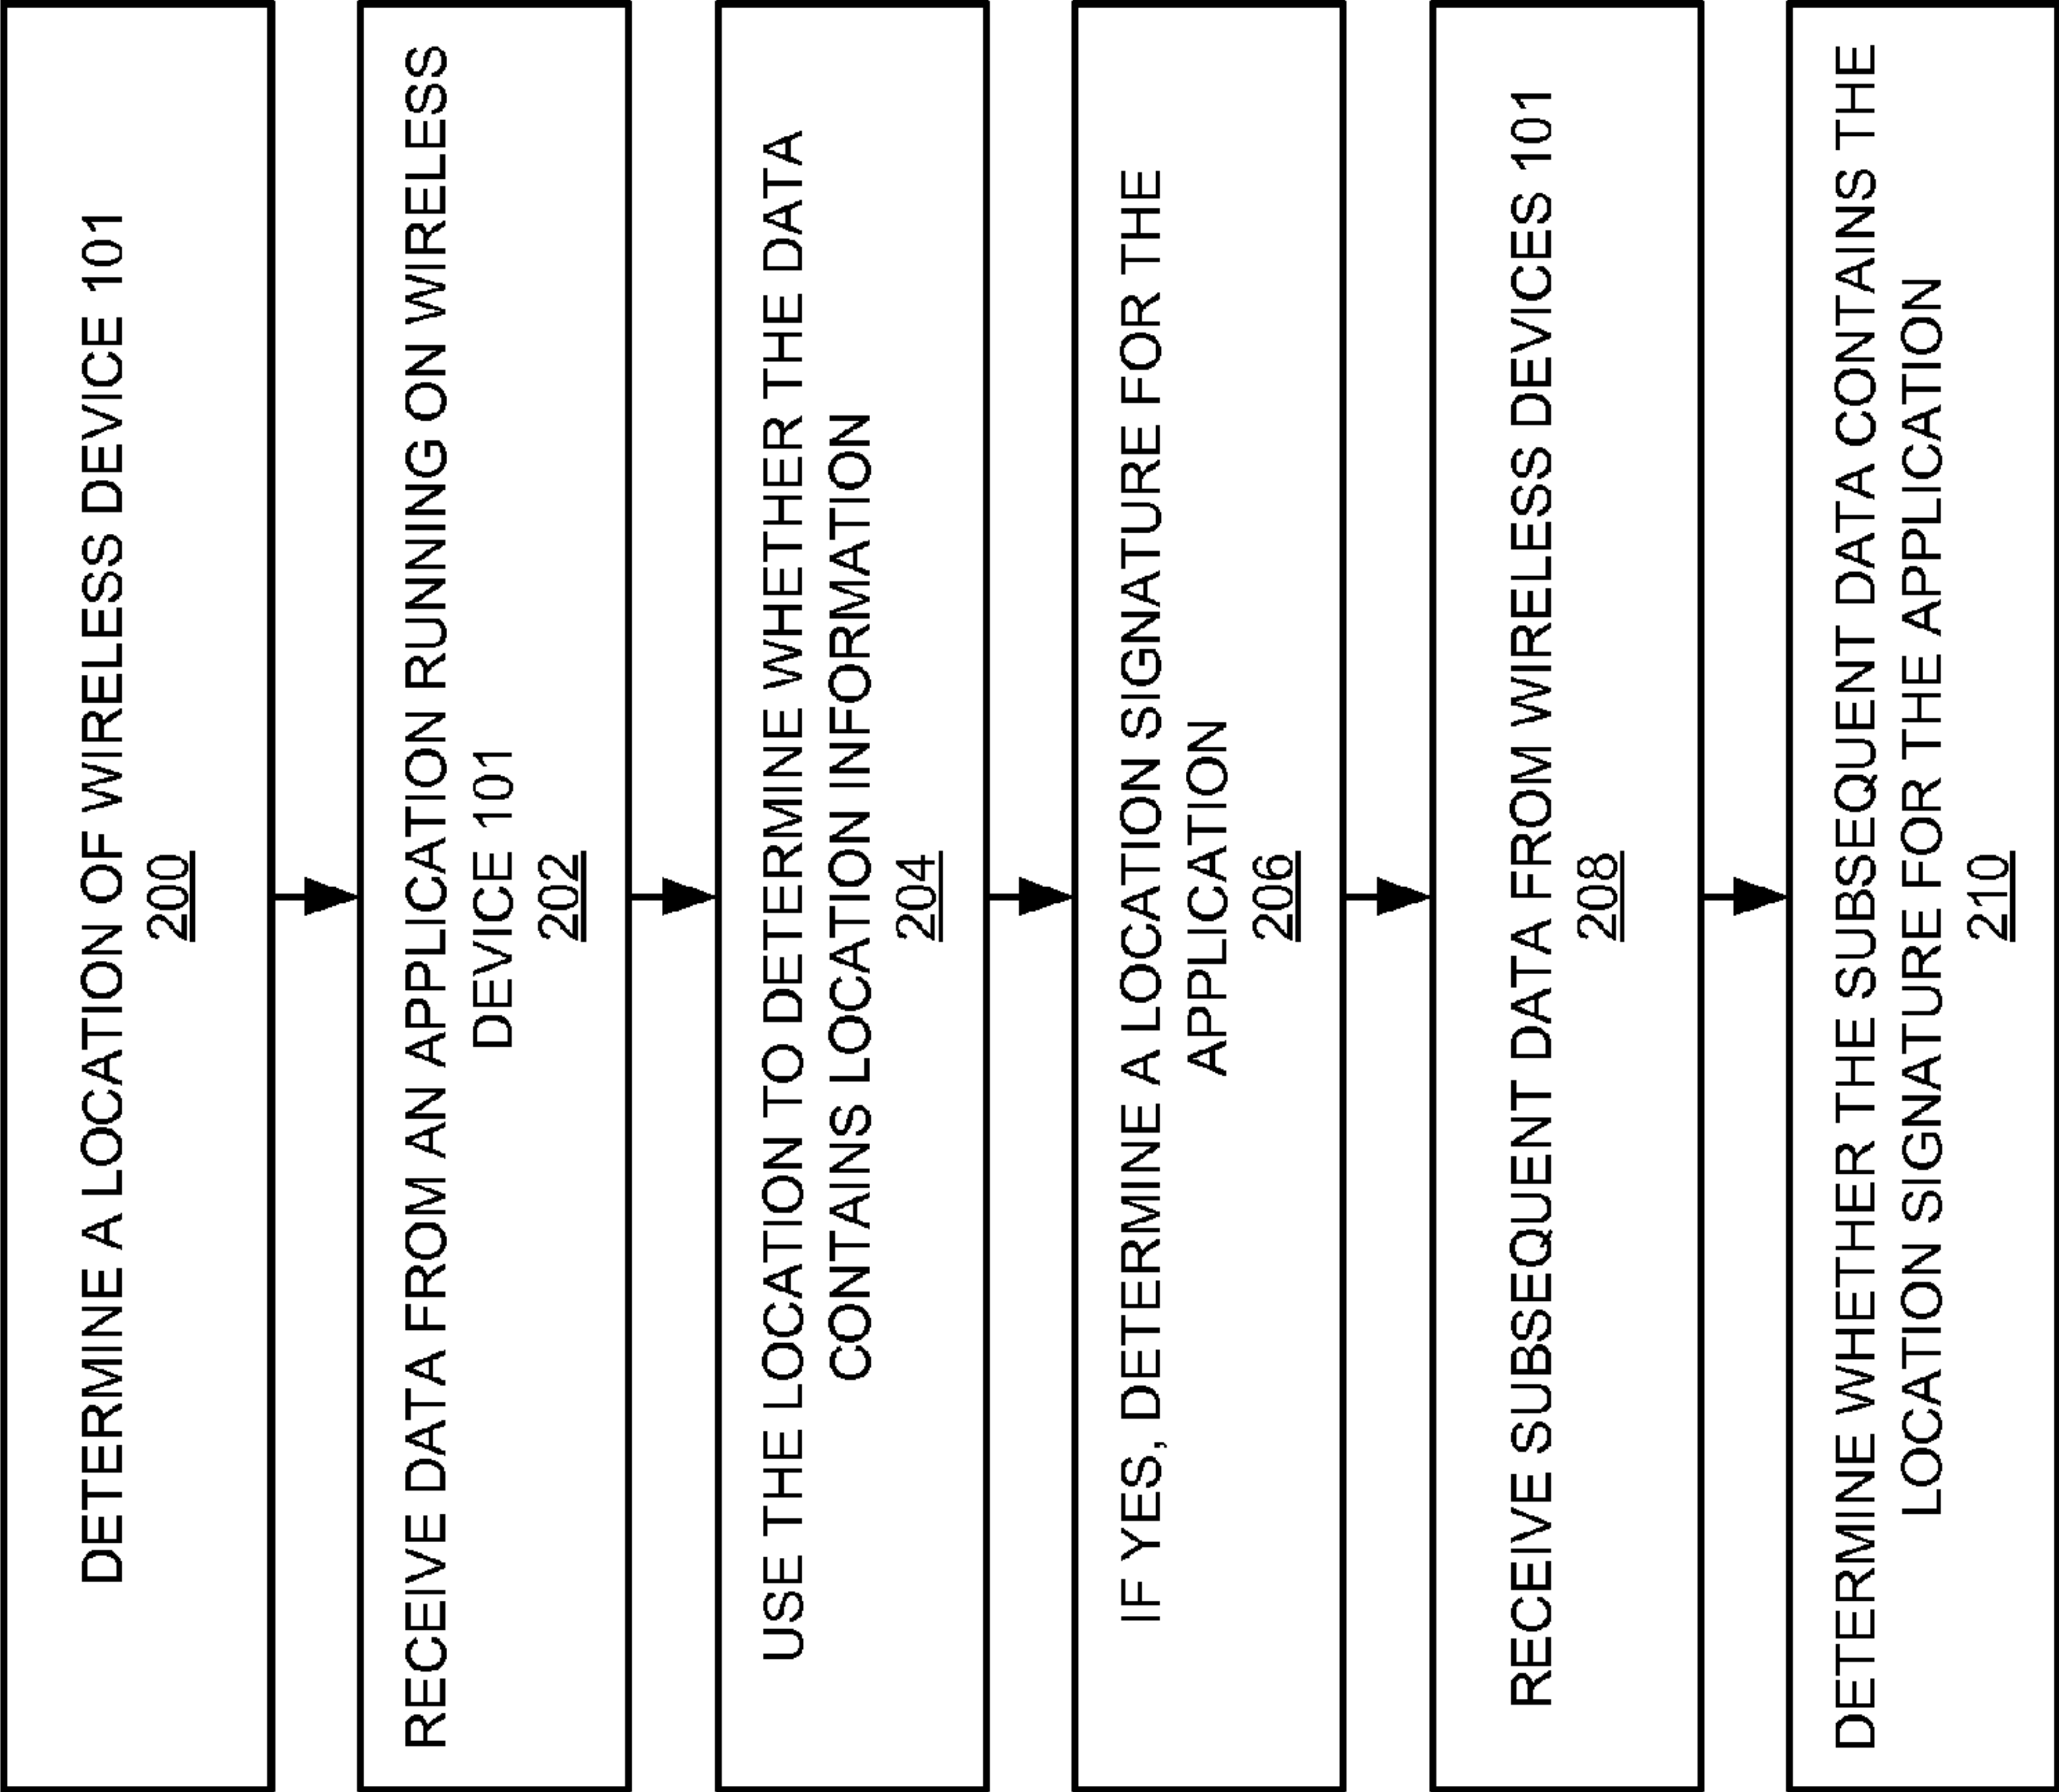 DETERMINE A LOCATION OF WIRELESS DEVICE 101
200
RECEIVE DATA FROM AN APPLICATION RUNNING ON WIRELESS
DEVICE 101
202
USE THE LOCATION TO DETERMINE WHETHER THE DATA
CONTAINS LOCATION INFORMATION
204
IF YES, DETERMINE A LOCATION SIGNATURE FOR THE
APPLICATION
206
RECEIVE SUBSEQUENT DATA FROM WIRELESS DEVICES 101
208
DETERMINE WHETHER THE SUBSEQUENT DATA CONTAINS THE
LOCATION SIGNATURE FOR THE APPLICATION
210